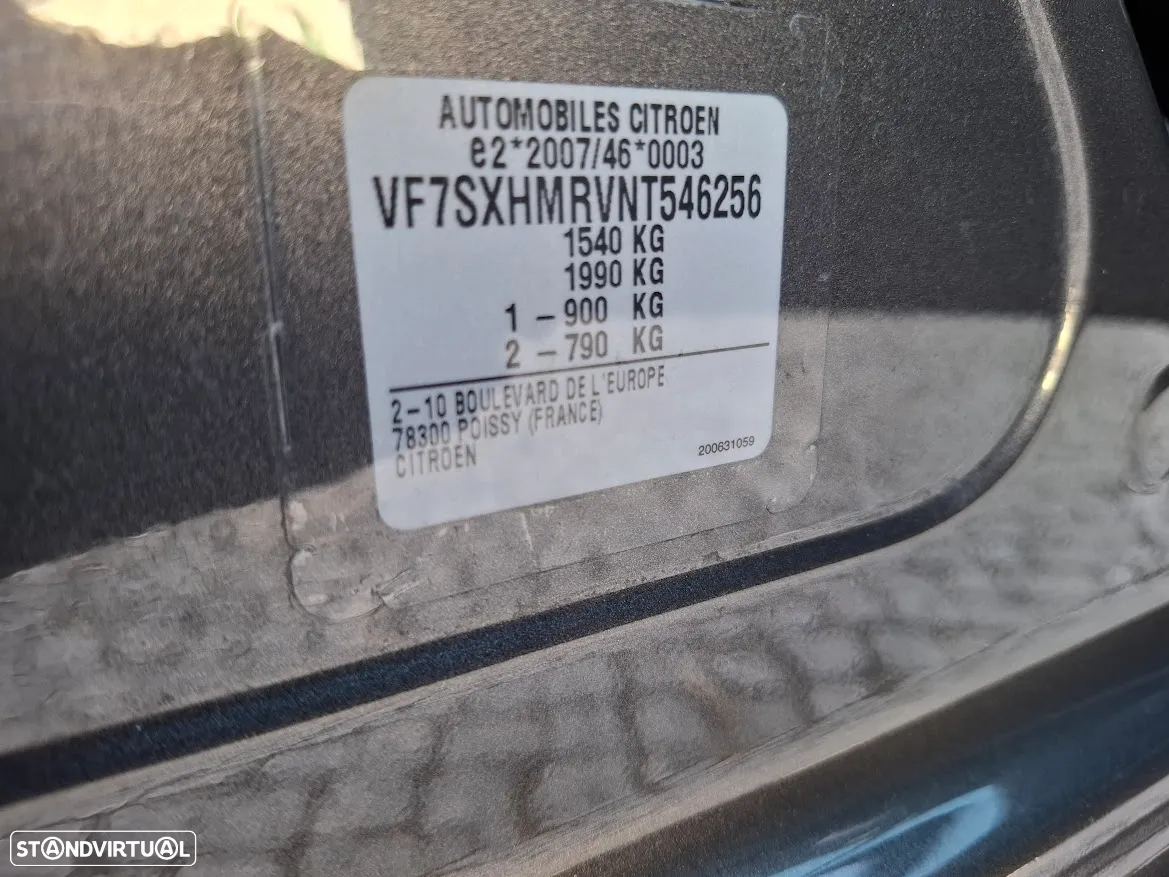 AUTOMOBILES CITROEN
e2*2007/46*0003
VF7SXHMRVNT546256
1540 KG
1990 KG
1 - 900 KG
2 - 790 KG
2-10 BOULEVARD DE L'EUROPE
78300 POISSY (FRANCE)
CITROEN
200631059
STANDVIRTUAL